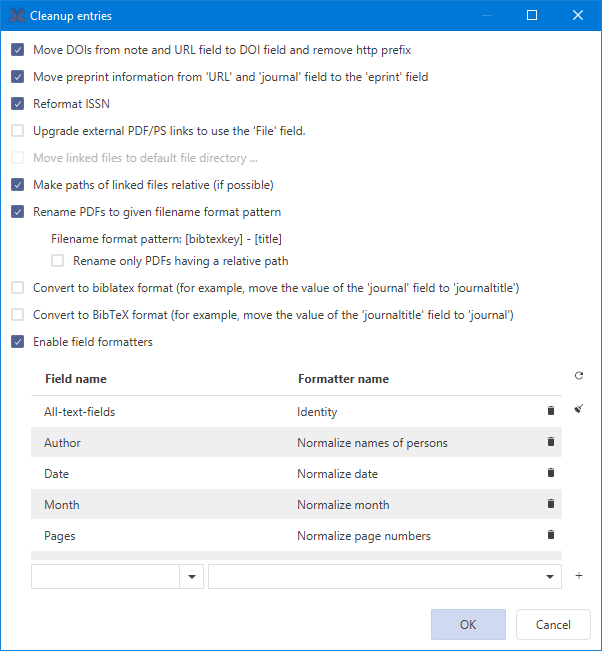 Cleanup entries
Move DOIs from note and URL field to DOI field and remove http prefix
Move preprint information from 'URL' and 'journal' field to the 'eprint' field
Reformat ISSN
Upgrade external PDF/PS links to use the 'File' field.
Move linked files to default file directory ...
Make paths of linked files relative (if possible)
Rename PDFs to given filename format pattern
Filename format pattern: [bibtexkey] - [title]
Rename only PDFs having a relative path
Convert to biblatex format (for example, move the value of the 'journal' field to 'journaltitle')
Convert to BibTeX format (for example, move the value of the 'journaltitle' field to 'journal')
Enable field formatters
Field name Formatter name
All-text-fields Identity
Author Normalize names of persons
Date Normalize date
Month Normalize month
Pages Normalize page numbers
OK Cancel